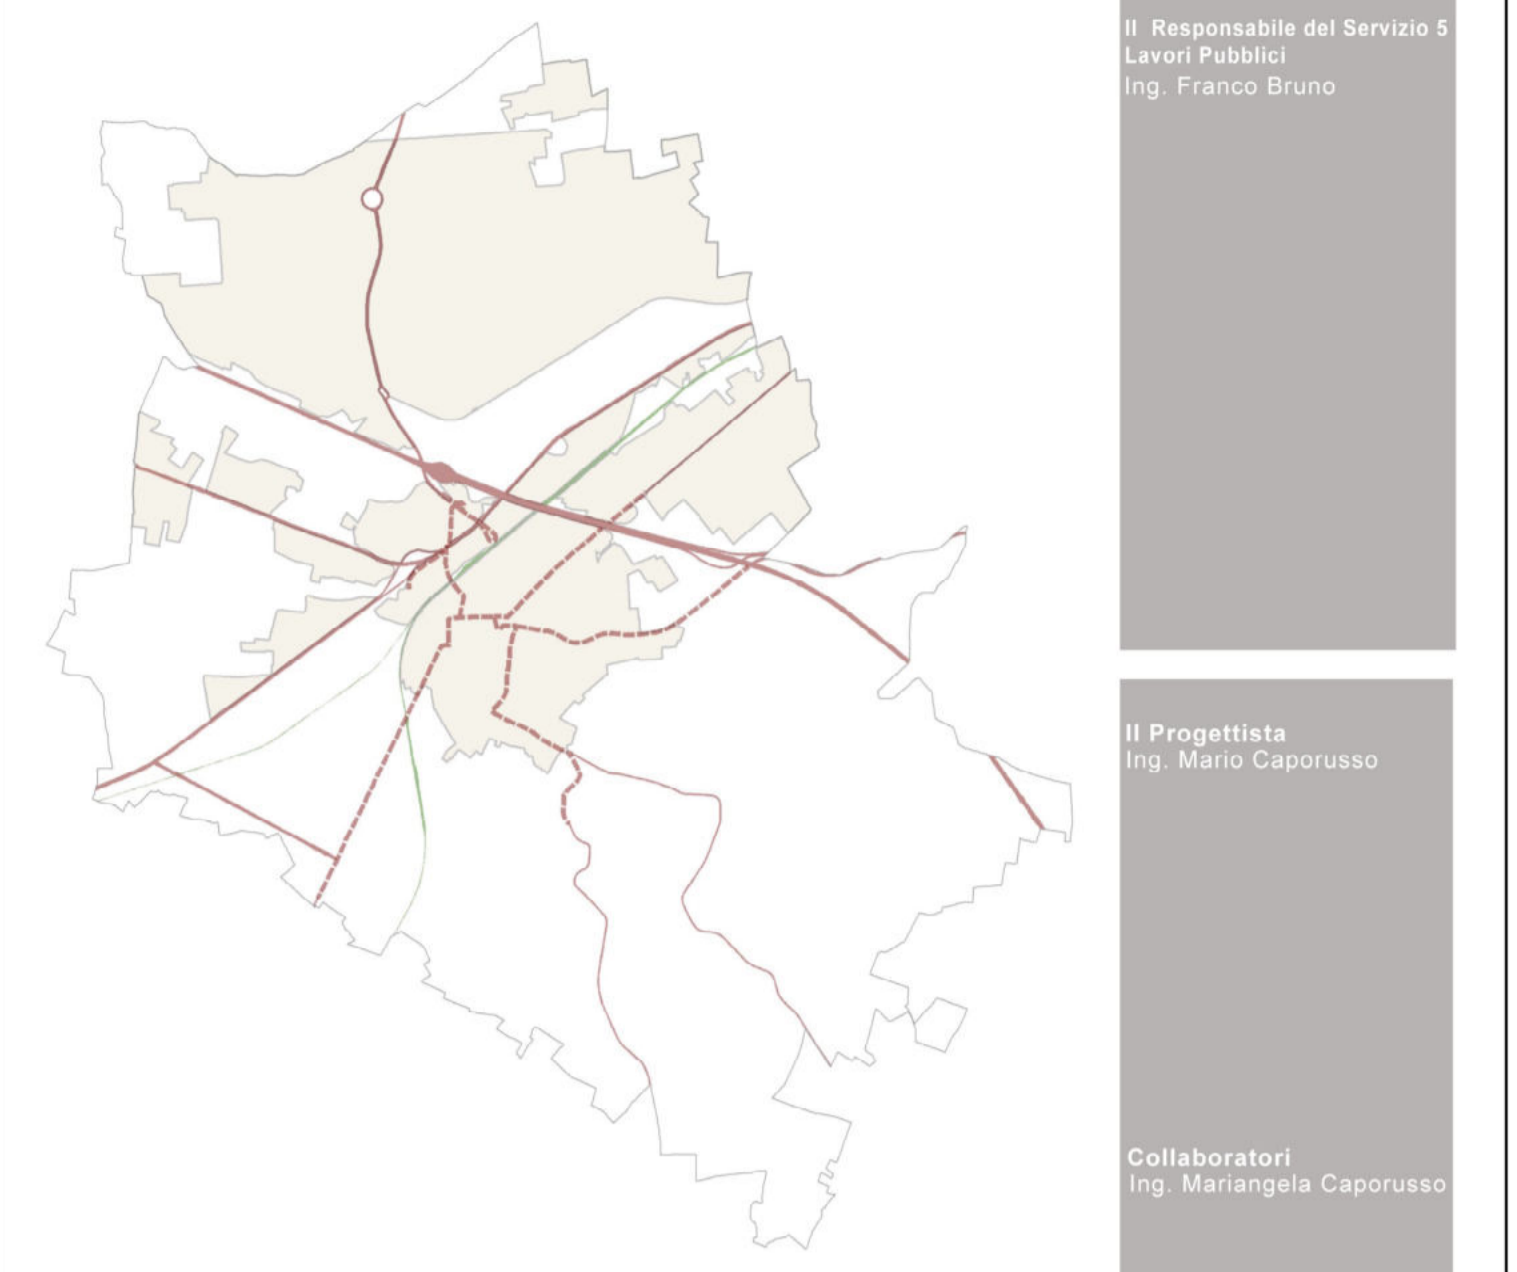 Il Responsabile del Servizio 5
Lavori Pubblici
Ing. Franco Bruno
Il Progettista
Ing. Mario Caporusso
Collaboratori
Ing. Mariangela Caporusso